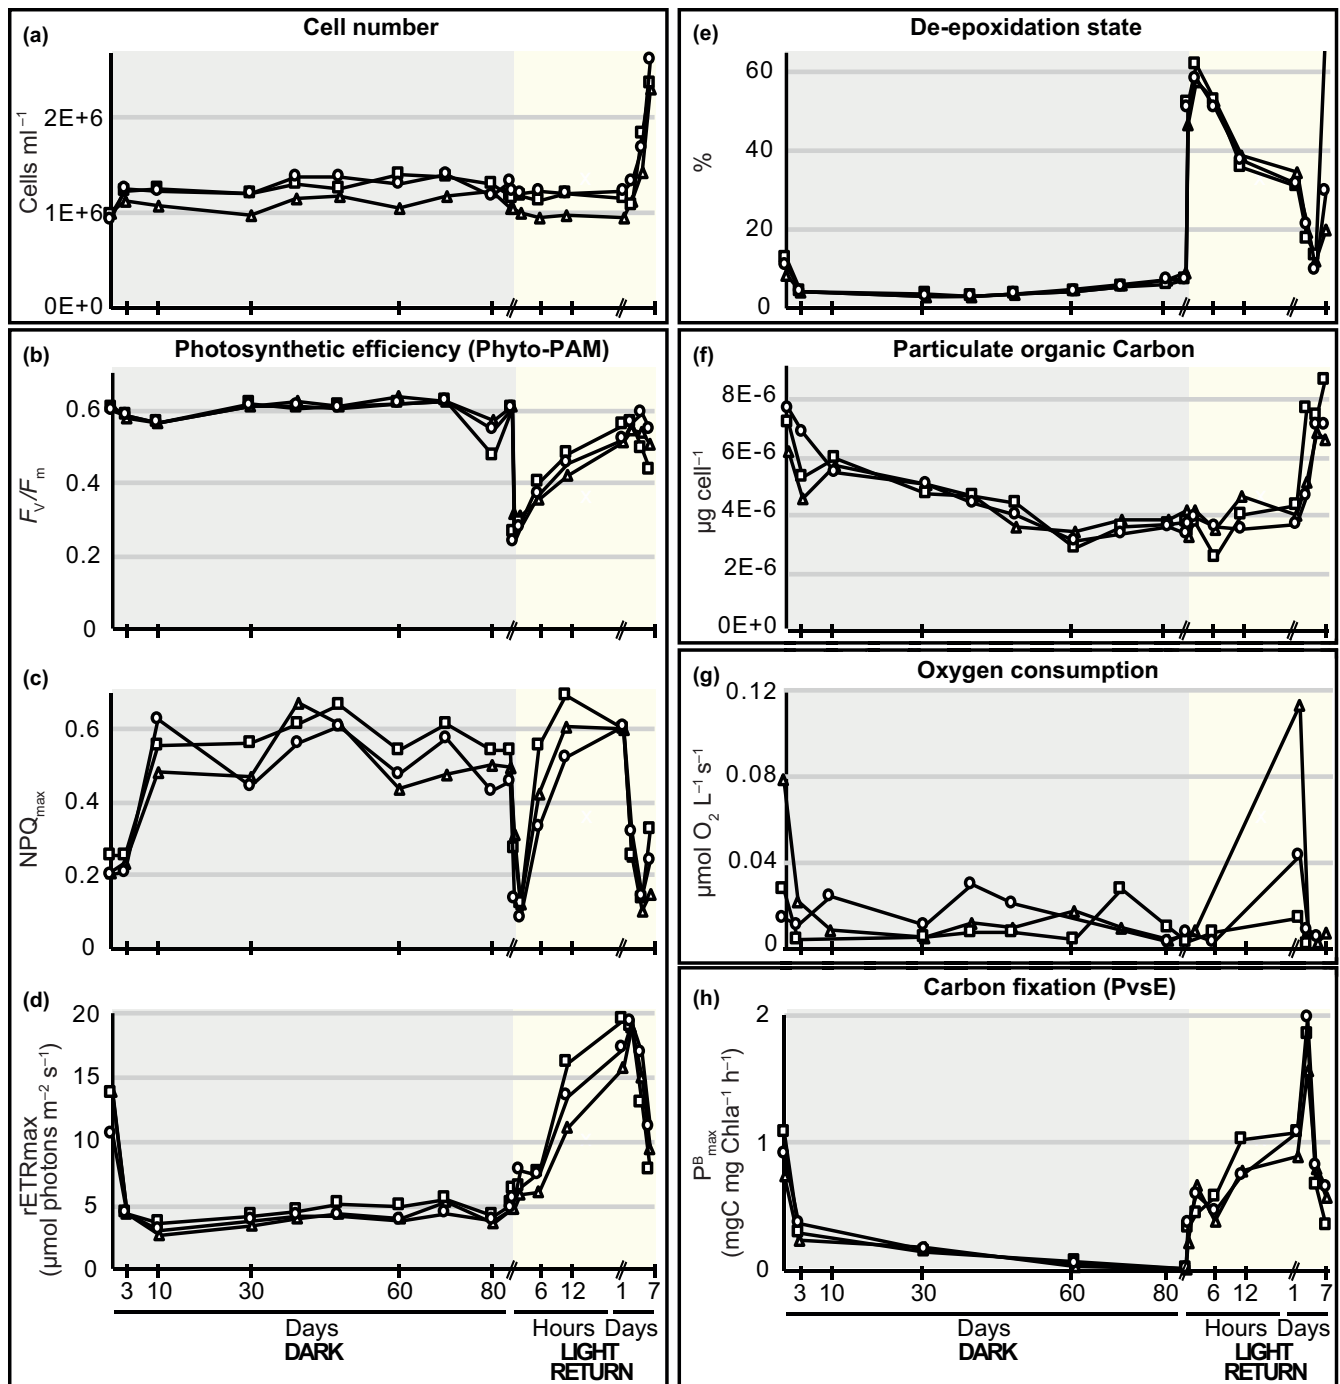 (a) Cell number
Cells ml⁻¹
2E+6
1E+6
0E+0
(b) Photosynthetic efficiency (Phyto-PAM)
Fᵥ/Fₘ
0.6
0.4
0.2
0
(c)
NPQmax
0.6
0.4
0.2
0
(d)
rETRmax
(µmol photons m⁻² s⁻¹)
20
15
10
5
0
3 10 30 60 80 6 12 1 7
Days Hours Days
DARK LIGHT
RETURN
(e) De-epoxidation state
%
60
40
20
0
(f) Particulate organic Carbon
µg cell⁻¹
8E-6
6E-6
4E-6
2E-6
0E+0
(g) Oxygen consumption
µmol O₂ L⁻¹ s⁻¹
0.12
0.08
0.04
0
(h) Carbon fixation (PvsE)
Pᴮmax
(mgC mg Chla⁻¹ h⁻¹)
2
1
0
3 10 30 60 80 6 12 1 7
Days Hours Days
DARK LIGHT
RETURN